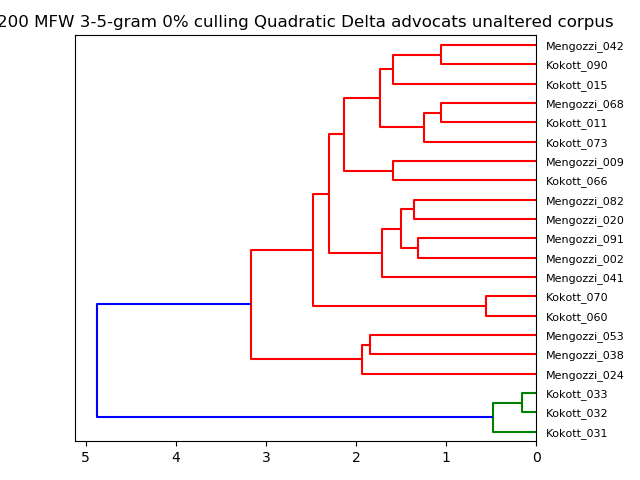 200 MFW 3-5-gram 0% culling Quadratic Delta advocats unaltered corpus
Mengozzi_042
Kokott_090
Kokott_015
Mengozzi_068
Kokott_011
Kokott_073
Mengozzi_009
Kokott_066
Mengozzi_082
Mengozzi_020
Mengozzi_091
Mengozzi_002
Mengozzi_041
Kokott_070
Kokott_060
Mengozzi_053
Mengozzi_038
Mengozzi_024
Kokott_033
Kokott_032
Kokott_031
5 4 3 2 1 0